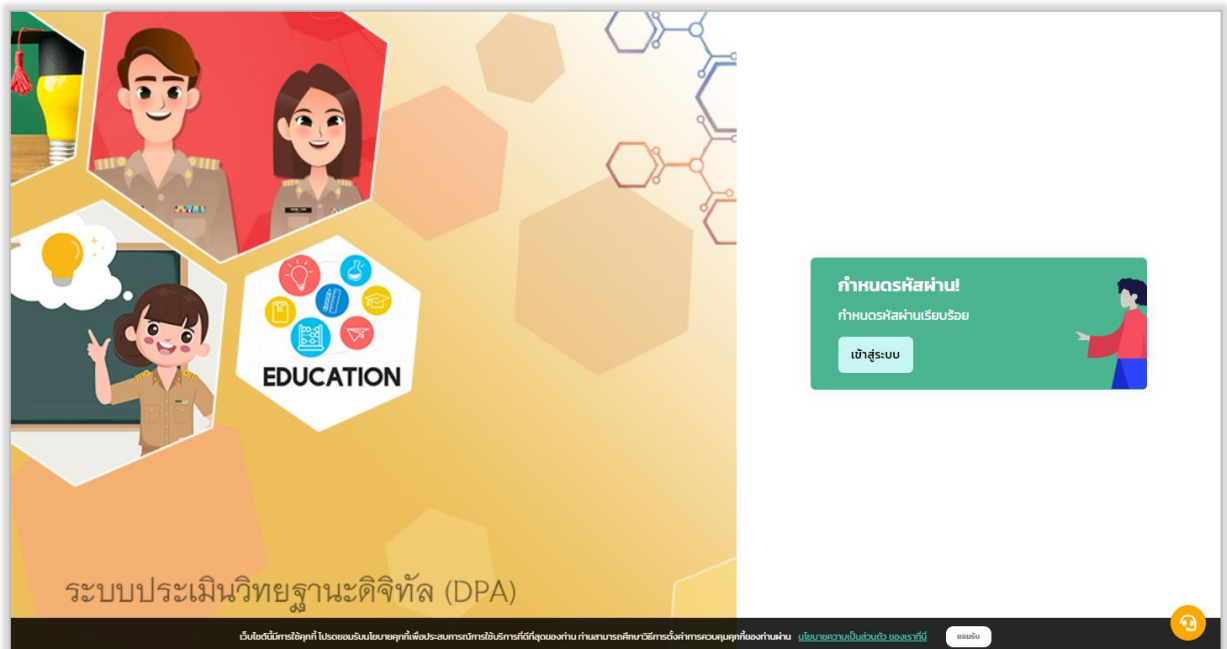 EDUCATION
ระบบประเมินวิทยฐานะดิจิทัล (DPA)
กำหนดรหัสผ่าน!
กำหนดรหัสผ่านเรียบร้อย
เข้าสู่ระบบ
เว็บไซต์นี้มีการใช้คุกกี้ โปรดยอมรับนโยบายคุกกี้เพื่อประสบการณ์การใช้บริการที่ดีที่สุดของท่าน ท่านสามารถศึกษาวิธีการตั้งค่าการควบคุมคุกกี้ของท่านผ่าน นโยบายความเป็นส่วนตัว ของเราที่นี่ ยอมรับ